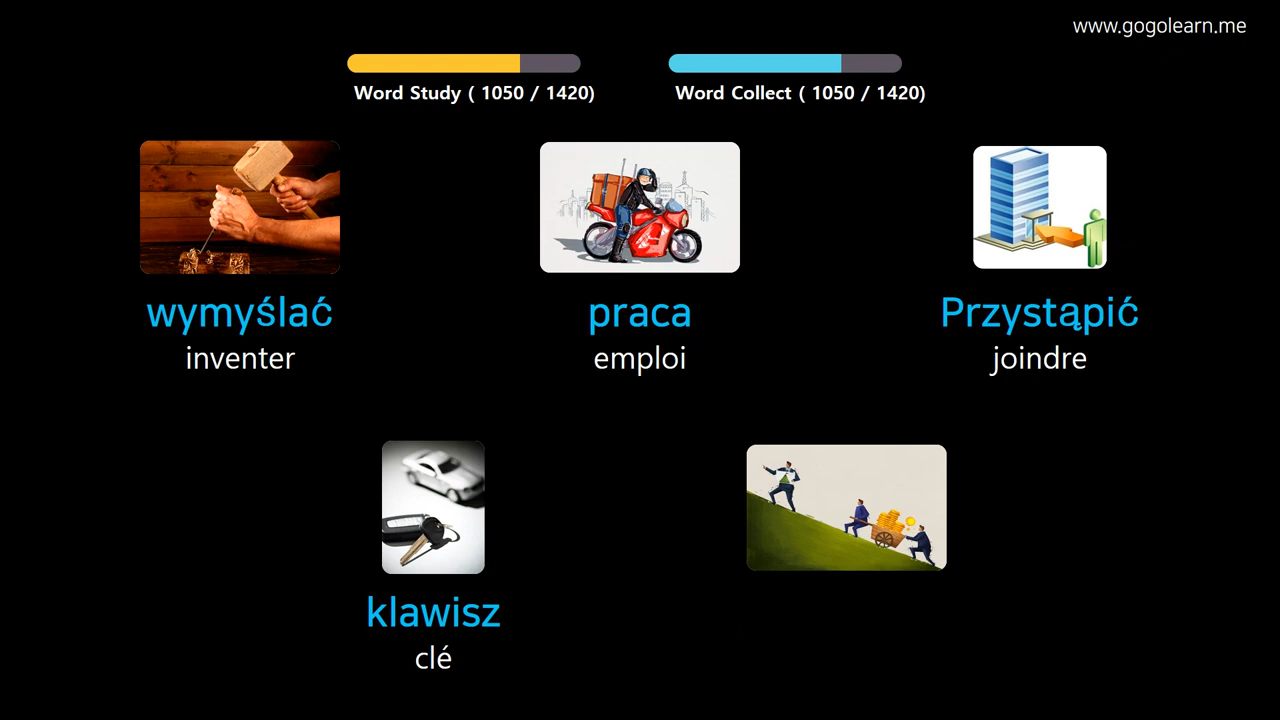 www.gogolearn.me
Word Study ( 1050 / 1420)
Word Collect ( 1050 / 1420)
wymyślać
inventer
praca
emploi
Przystąpić
joindre
klawisz
clé